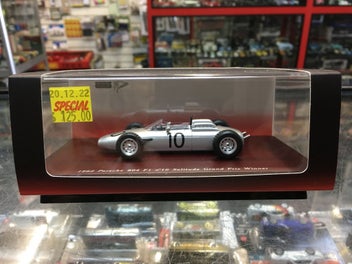 20.12.22
SPECIAL
$ 125.00
10
1962 Porsche 804 F1 #10 Solitude Grand Prix Winner